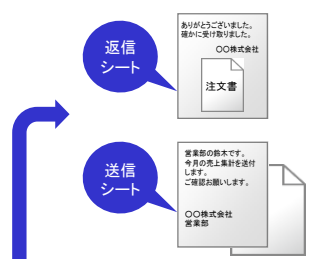 返信
シート
ありがとうございました。
確かに受け取りました。
〇〇株式会社
注文書
送信
シート
営業部の鈴木です。
今月の売上集計を送付
します。
ご確認お願いします。
〇〇株式会社
営業部